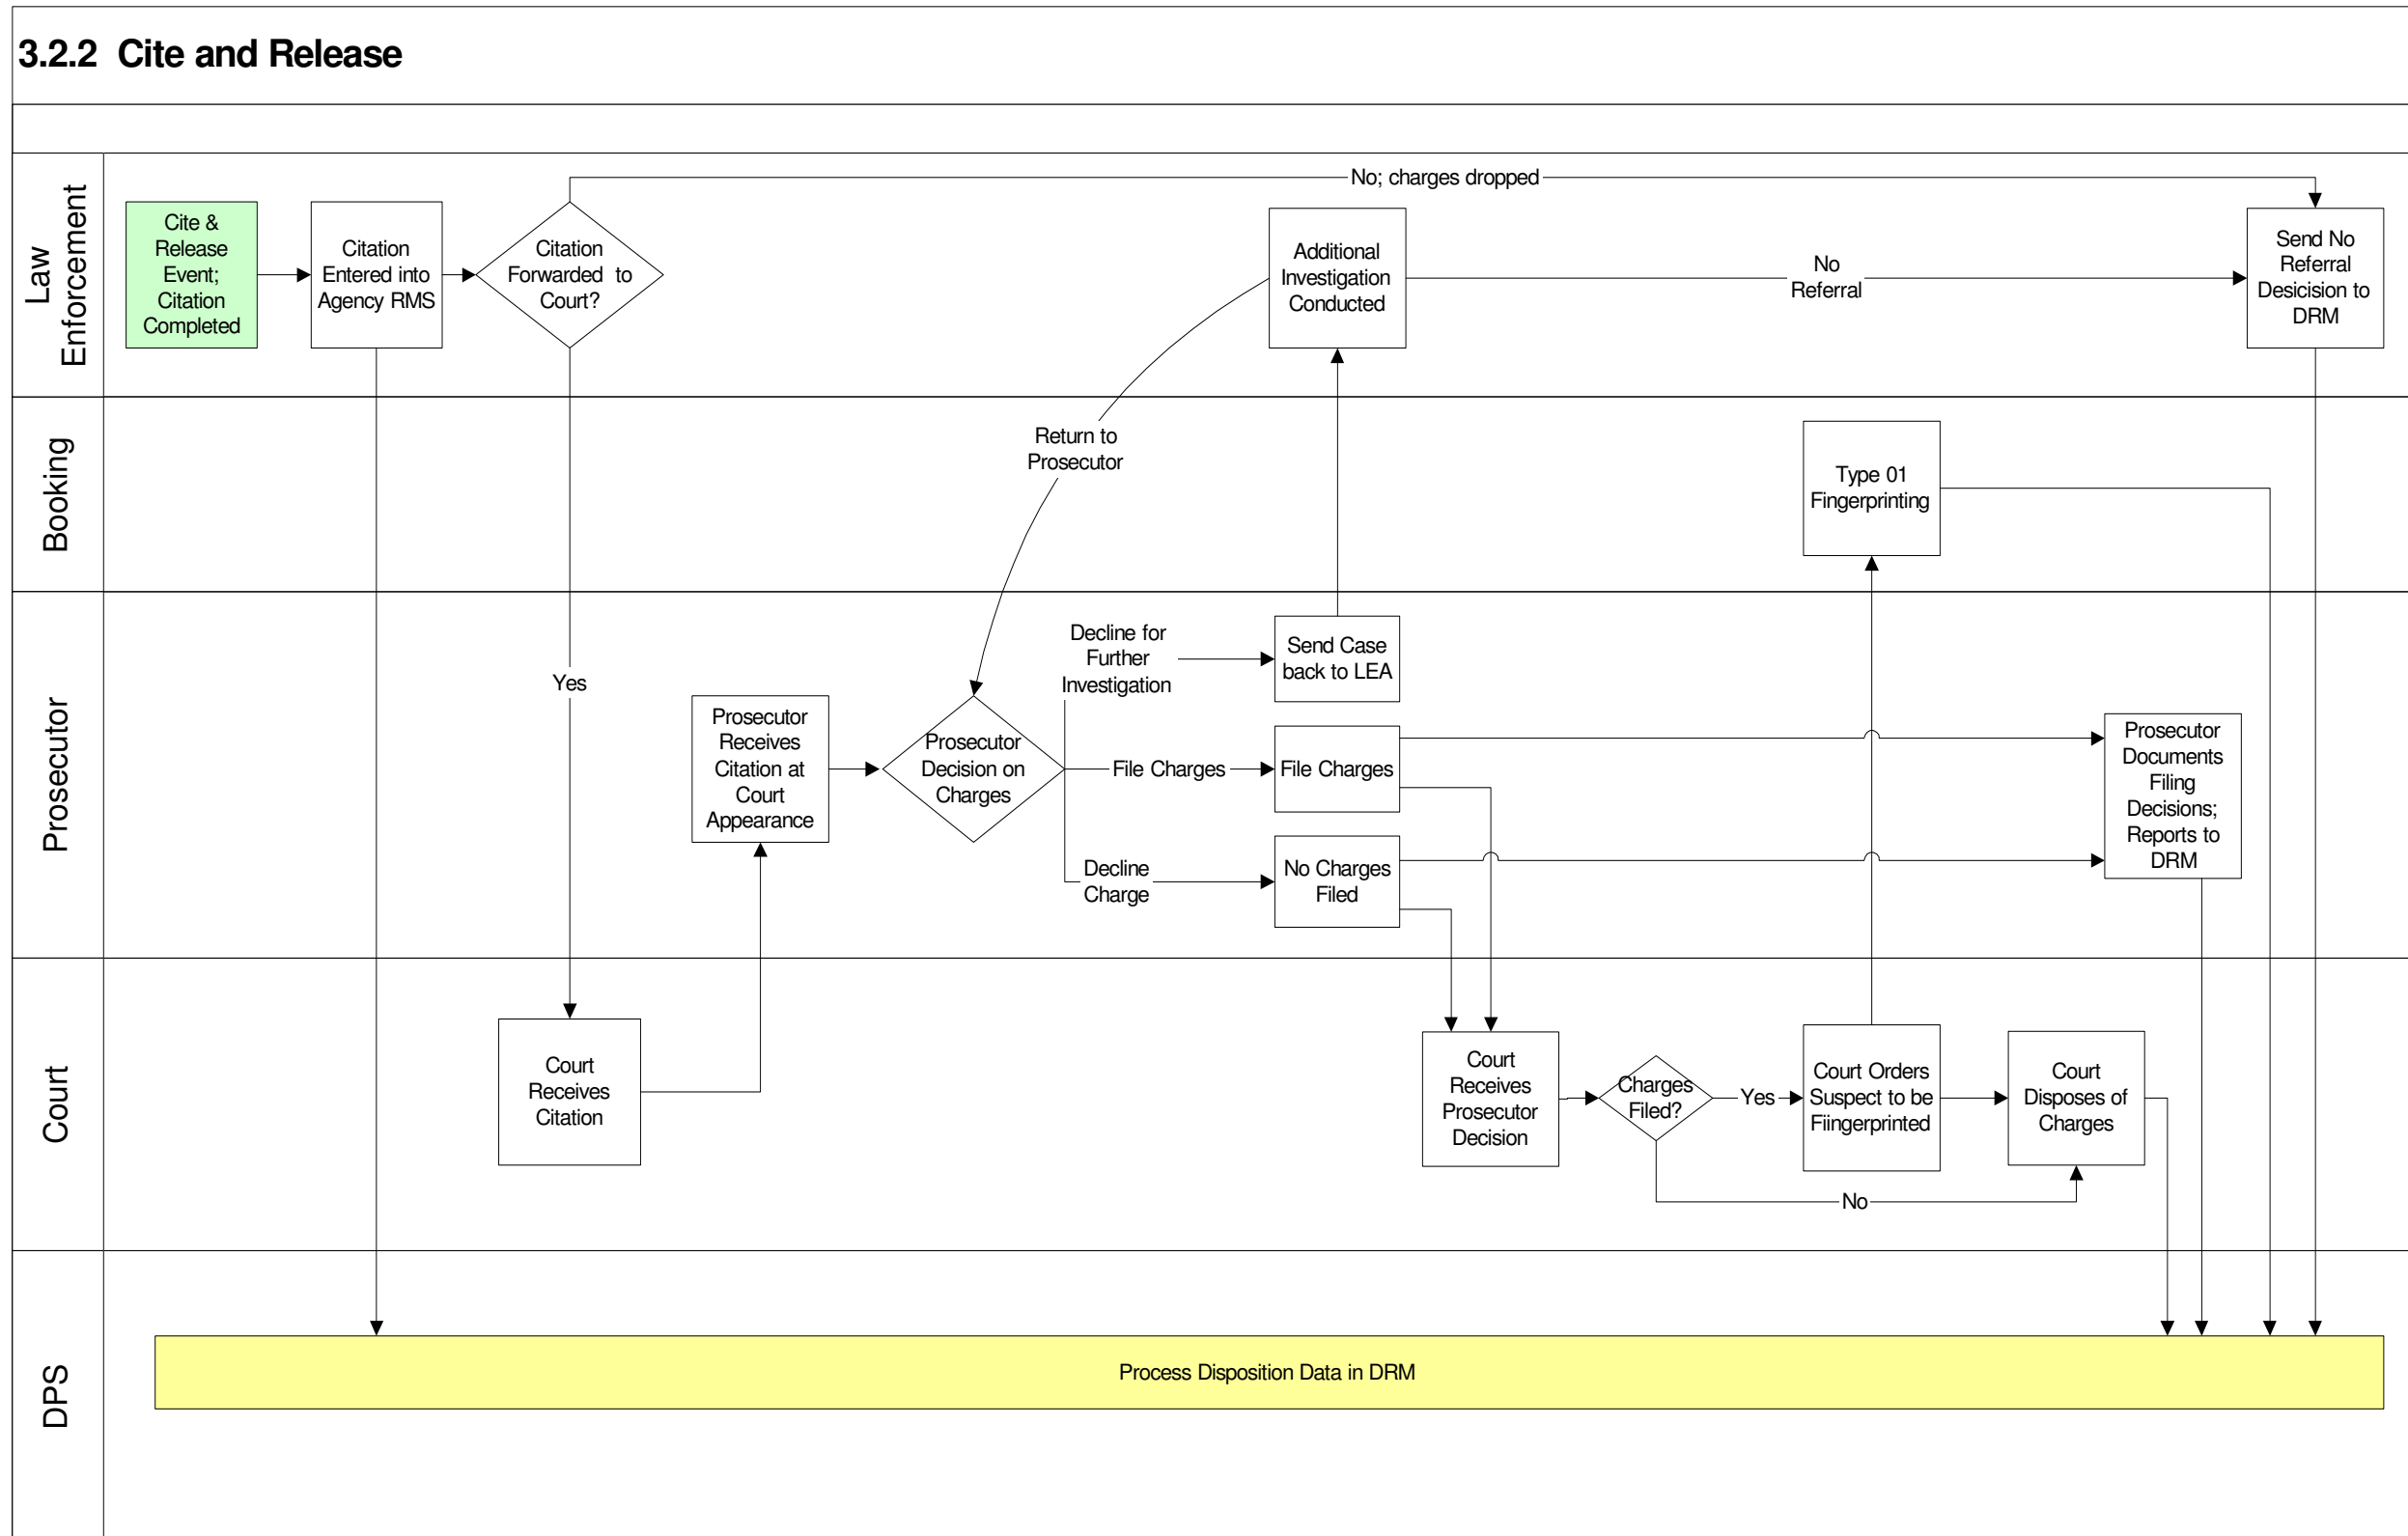 3.2.2 Cite and Release
Law
Enforcement
Cite &
Release
Event;
Citation
Completed
Citation
Entered into
Agency RMS
Citation
Forwarded to
Court?
No; charges dropped
Additional
Investigation
Conducted
No
Referral
Send No
Referral
Desicision to
DRM
Booking
Return to
Prosecutor
Type 01
Fingerprinting
Prosecutor
Yes
Prosecutor
Receives
Citation at
Court
Appearance
Prosecutor
Decision on
Charges
Decline for
Further
Investigation
Send Case
back to LEA
File Charges
File Charges
Decline
Charge
No Charges
Filed
Prosecutor
Documents
Filing
Decisions;
Reports to
DRM
Court
Court
Receives
Citation
Court
Receives
Prosecutor
Decision
Charges
Filed?
Yes
Court Orders
Suspect to be
Fiingerprinted
Court
Disposes of
Charges
No
DPS
Process Disposition Data in DRM